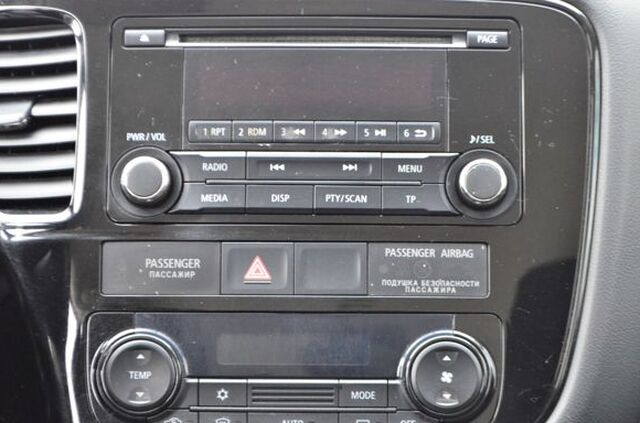 PAGE
1 RPT 2 RDM 3 4 5 6
PWR / VOL
/SEL
RADIO MENU
MEDIA DISP PTY/SCAN TP
PASSENGER
ПАССАЖИР
PASSENGER AIRBAG
ПОДУШКА БЕЗОПАСНОСТИ
ПАССАЖИРА
TEMP
MODE
AUTO